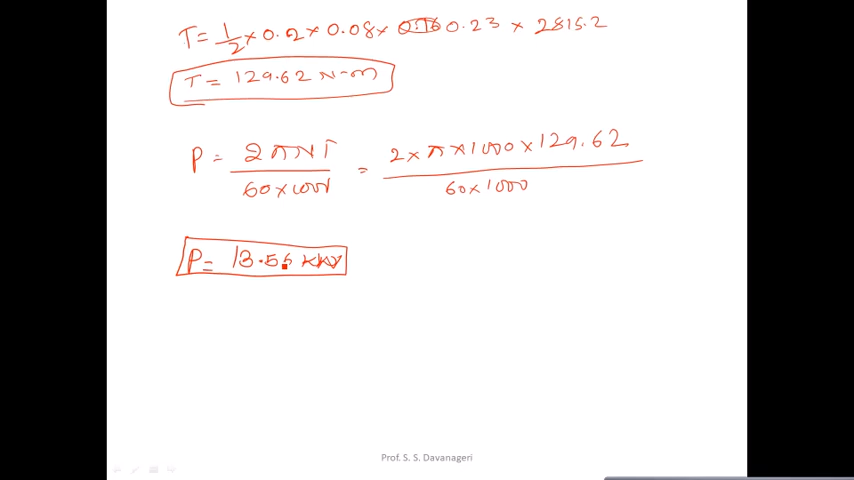 T = 1/2 × 0.2 × 0.08 × 0.23 × 2815.2
T = 129.62 N-m
P = 2πNT / 60×1000 = 2×π×1000×129.62 / 60×1000
P = 13.56 kW
Prof. S. S. Davanageri